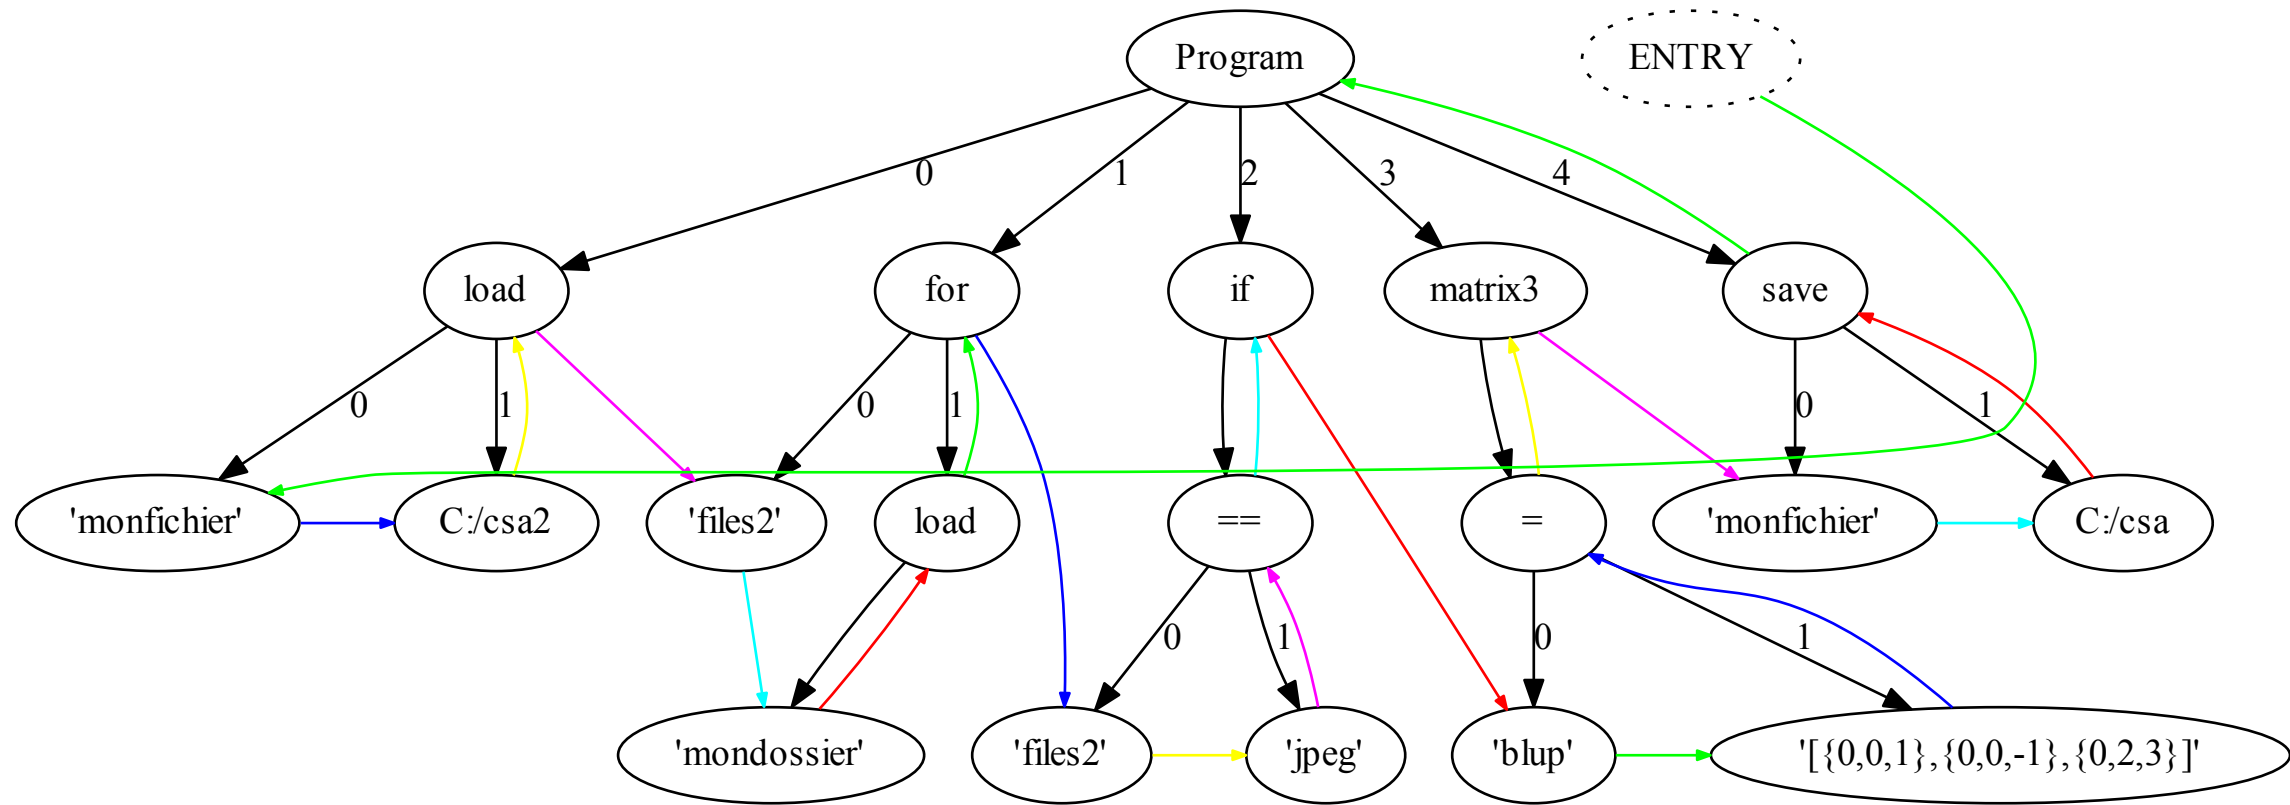 Program
ENTRY
0
1
2
3
4
load
for
if
matrix3
save
0
1
0
1
0
1
'monfichier'
C:/csa2
'files2'
load
==
=
'monfichier'
C:/csa
0
1
0
1
'mondossier'
'files2'
'jpeg'
'blup'
'[{0,0,1},{0,0,-1},{0,2,3}]'